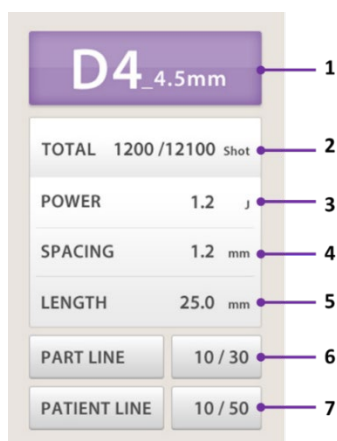 D4_4.5mm 1
TOTAL 1200 /12100 Shot 2
POWER 1.2 J 3
SPACING 1.2 mm 4
LENGTH 25.0 mm 5
PART LINE 10 / 30 6
PATIENT LINE 10 / 50 7